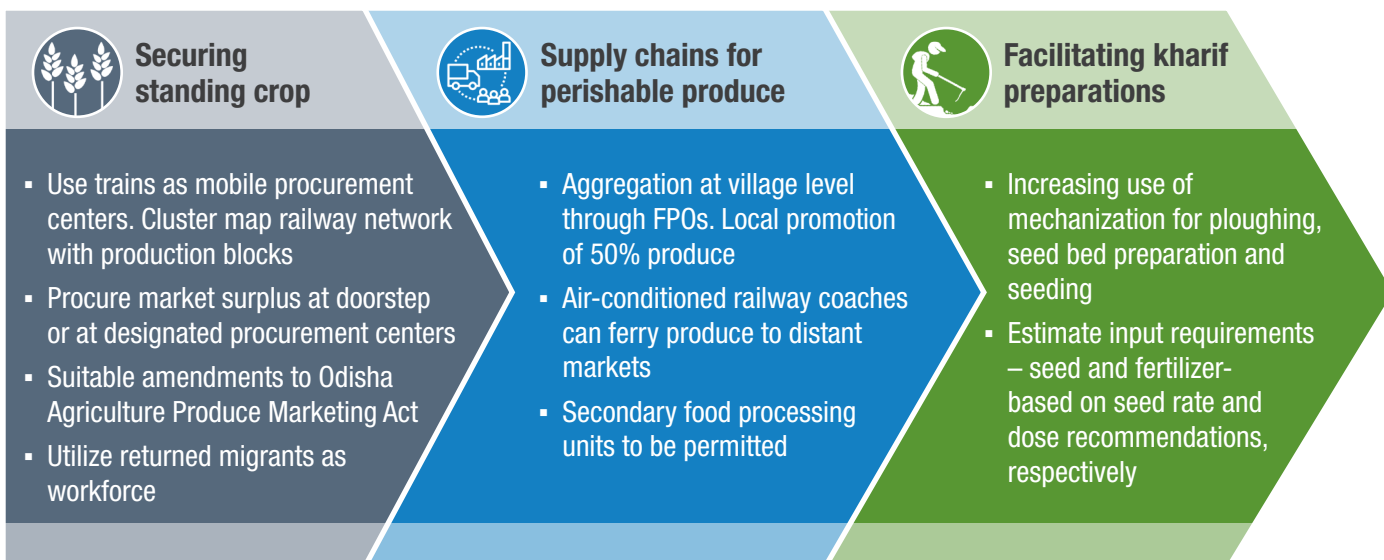 Securing
standing crop
▪ Use trains as mobile procurement
centers. Cluster map railway network
with production blocks
▪ Procure market surplus at doorstep
or at designated procurement centers
▪ Suitable amendments to Odisha
Agriculture Produce Marketing Act
▪ Utilize returned migrants as
workforce
Supply chains for
perishable produce
▪ Aggregation at village level
through FPOs. Local promotion
of 50% produce
▪ Air-conditioned railway coaches
can ferry produce to distant
markets
▪ Secondary food processing
units to be permitted
Facilitating kharif
preparations
▪ Increasing use of
mechanization for ploughing,
seed bed preparation and
seeding
▪ Estimate input requirements
– seed and fertilizer-
based on seed rate and
dose recommendations,
respectively